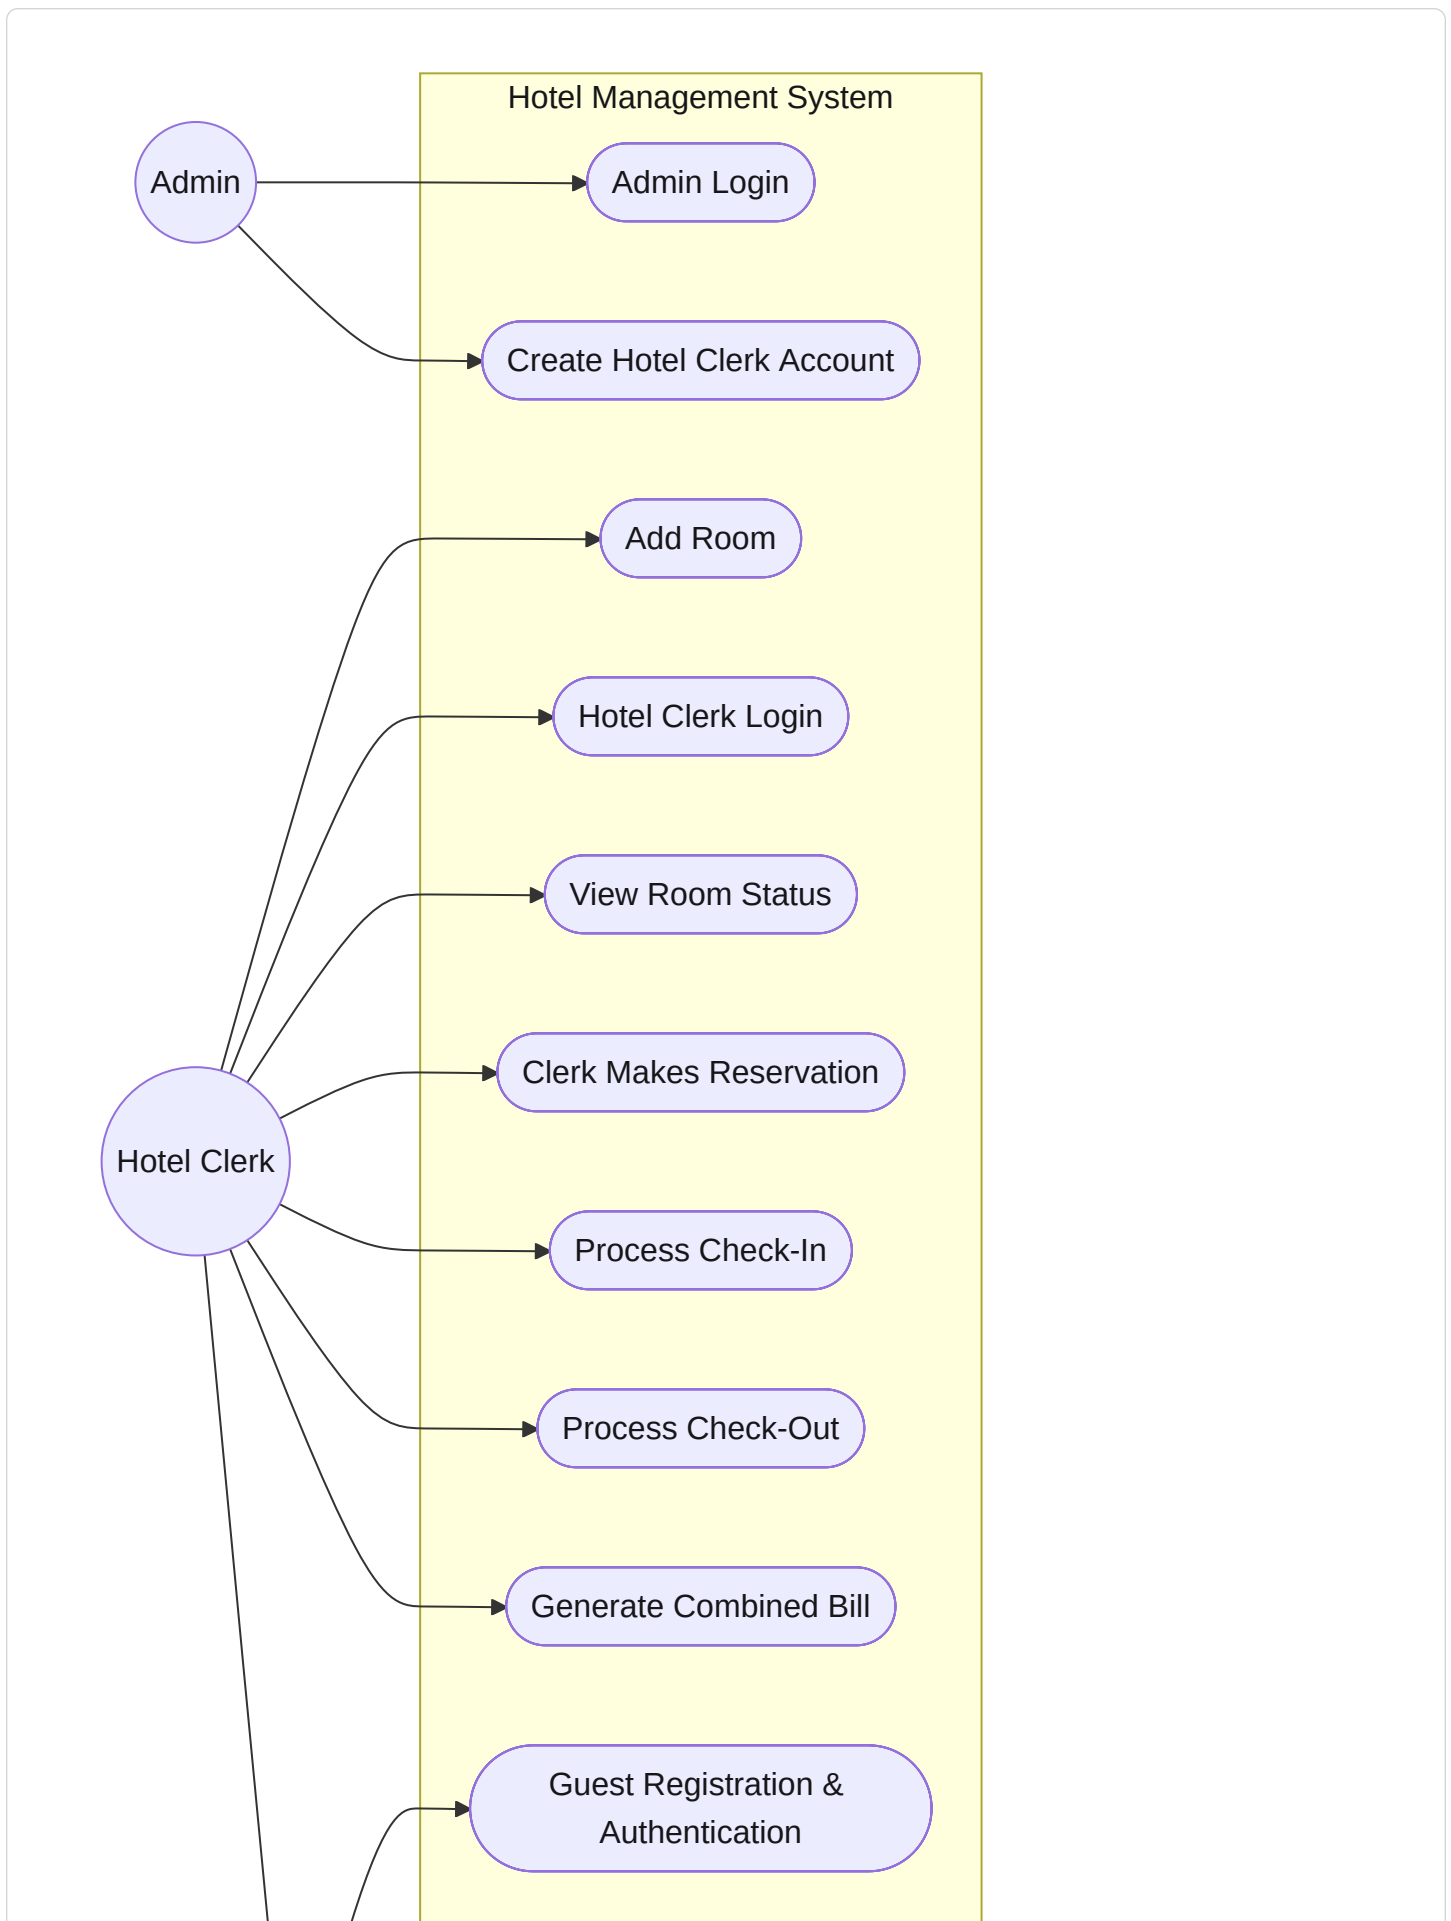 Hotel Management System
Admin
Admin Login
Create Hotel Clerk Account
Add Room
Hotel Clerk Login
View Room Status
Clerk Makes Reservation
Hotel Clerk
Process Check-In
Process Check-Out
Generate Combined Bill
Guest Registration &
Authentication